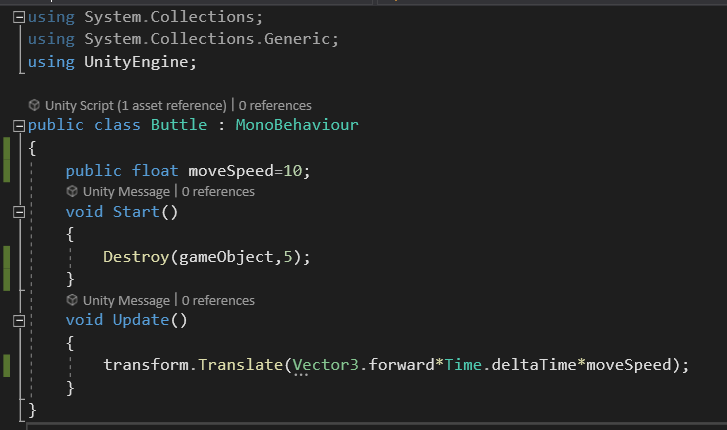 using System.Collections;
using System.Collections.Generic;
using UnityEngine;
Unity Script (1 asset reference) | 0 references
public class Buttle : MonoBehaviour
{
public float moveSpeed=10;
Unity Message | 0 references
void Start()
{
Destroy(gameObject,5);
}
Unity Message | 0 references
void Update()
{
transform.Translate(Vector3.forward*Time.deltaTime*moveSpeed);
}
}